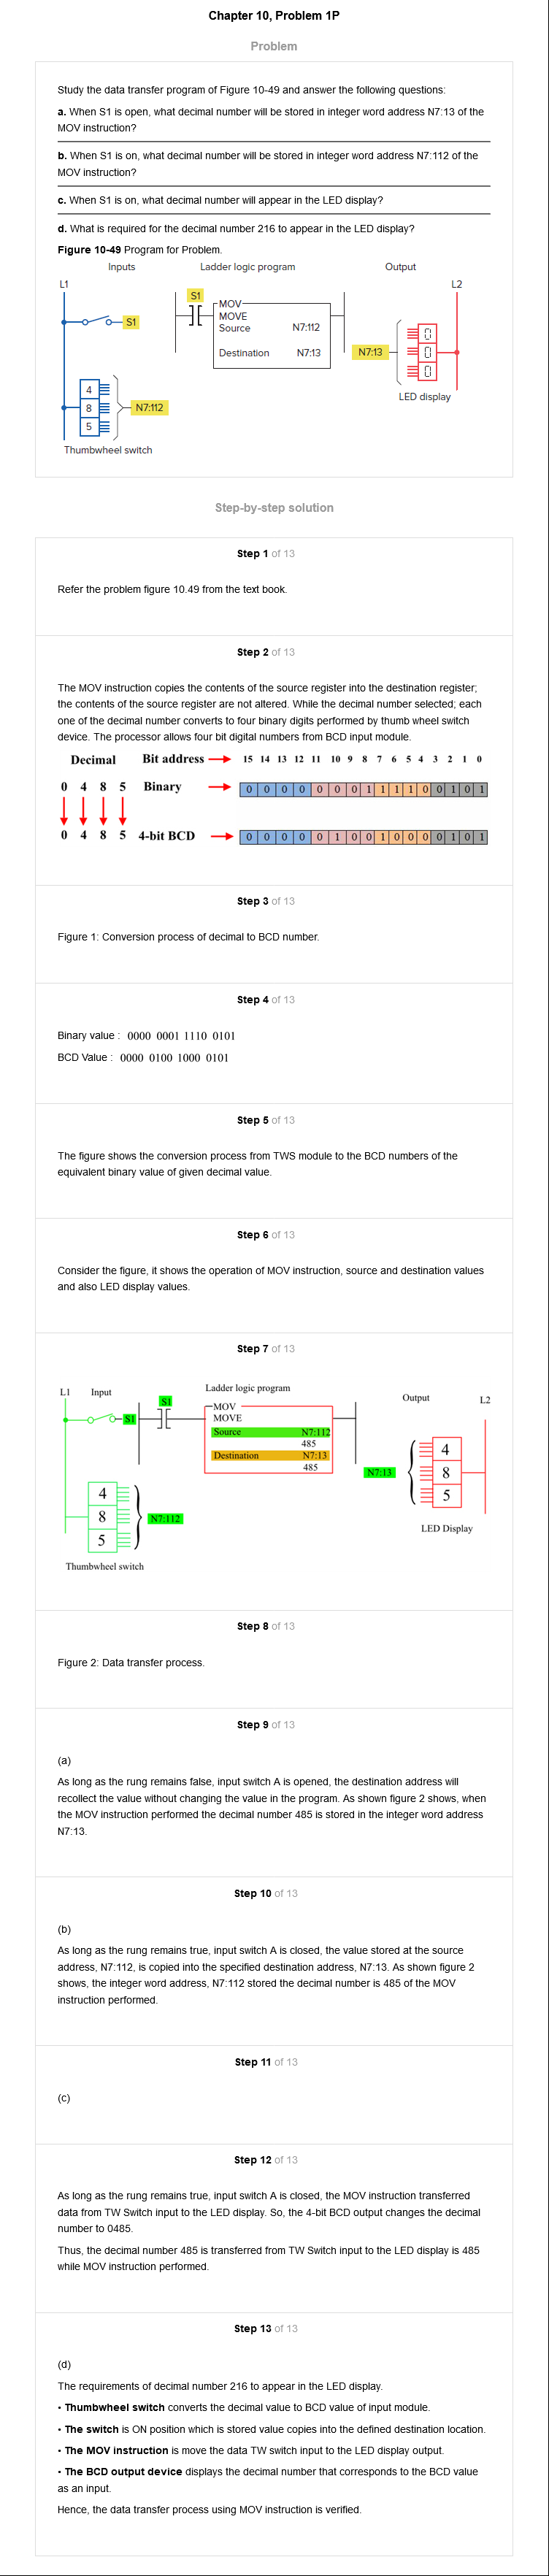 Chapter 10, Problem 1P
Problem
Study the data transfer program of Figure 10-49 and answer the following questions:
a. When S1 is open, what decimal number will be stored in integer word address N7:13 of the
MOV instruction?
b. When S1 is on, what decimal number will be stored in integer word address N7:112 of the
MOV instruction?
c. When S1 is on, what decimal number will appear in the LED display?
d. What is required for the decimal number 216 to appear in the LED display?
Figure 10-49 Program for Problem.
Inputs Ladder logic program Output
L1 L2
S1
S1
MOV
MOVE
Source N7:112
Destination N7:13
N7:13
0
0
0
LED display
4
8
5
N7:112
Thumbwheel switch
Step-by-step solution
Step 1 of 13
Refer the problem figure 10.49 from the text book.
Step 2 of 13
The MOV instruction copies the contents of the source register into the destination register;
the contents of the source register are not altered. While the decimal number selected; each
one of the decimal number converts to four binary digits performed by thumb wheel switch
device. The processor allows four bit digital numbers from BCD input module.
Decimal Bit address 15 14 13 12 11 10 9 8 7 6 5 4 3 2 1 0
0 4 8 5 Binary 0 0 0 0 0 0 0 1 1 1 1 0 0 1 0 1
0 4 8 5 4-bit BCD 0 0 0 0 0 1 0 0 1 0 0 0 0 1 0 1
Step 3 of 13
Figure 1: Conversion process of decimal to BCD number.
Step 4 of 13
Binary value : 0000 0001 1110 0101
BCD Value : 0000 0100 1000 0101
Step 5 of 13
The figure shows the conversion process from TWS module to the BCD numbers of the
equivalent binary value of given decimal value.
Step 6 of 13
Consider the figure, it shows the operation of MOV instruction, source and destination values
and also LED display values.
Step 7 of 13
L1 Input Ladder logic program Output L2
S1
S1
MOV
MOVE
Source N7:112
485
Destination N7:13
485
N7:13
4
8
5
LED Display
4
8
5
N7:112
Thumbwheel switch
Step 8 of 13
Figure 2: Data transfer process.
Step 9 of 13
(a)
As long as the rung remains false, input switch A is opened, the destination address will
recollect the value without changing the value in the program. As shown figure 2 shows, when
the MOV instruction performed the decimal number 485 is stored in the integer word address
N7:13.
Step 10 of 13
(b)
As long as the rung remains true, input switch A is closed, the value stored at the source
address, N7:112, is copied into the specified destination address, N7:13. As shown figure 2
shows, the integer word address, N7:112 stored the decimal number is 485 of the MOV
instruction performed.
Step 11 of 13
(c)
Step 12 of 13
As long as the rung remains true, input switch A is closed, the MOV instruction transferred
data from TW Switch input to the LED display. So, the 4-bit BCD output changes the decimal
number to 0485.
Thus, the decimal number 485 is transferred from TW Switch input to the LED display is 485
while MOV instruction performed.
Step 13 of 13
(d)
The requirements of decimal number 216 to appear in the LED display.
• Thumbwheel switch converts the decimal value to BCD value of input module.
• The switch is ON position which is stored value copies into the defined destination location.
• The MOV instruction is move the data TW switch input to the LED display output.
• The BCD output device displays the decimal number that corresponds to the BCD value
as an input.
Hence, the data transfer process using MOV instruction is verified.